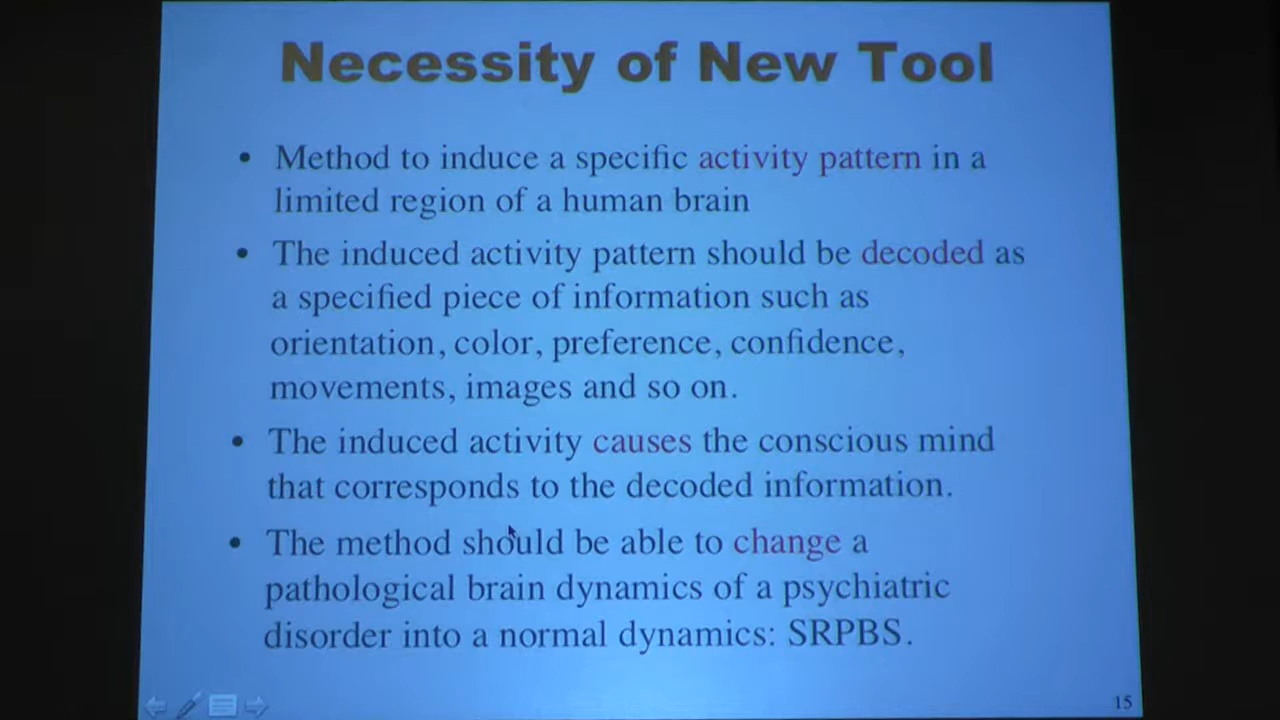 Necessity of New Tool
• Method to induce a specific activity pattern in a
limited region of a human brain
• The induced activity pattern should be decoded as
a specified piece of information such as
orientation, color, preference, confidence,
movements, images and so on.
• The induced activity causes the conscious mind
that corresponds to the decoded information.
• The method should be able to change a
pathological brain dynamics of a psychiatric
disorder into a normal dynamics: SRPBS.
15